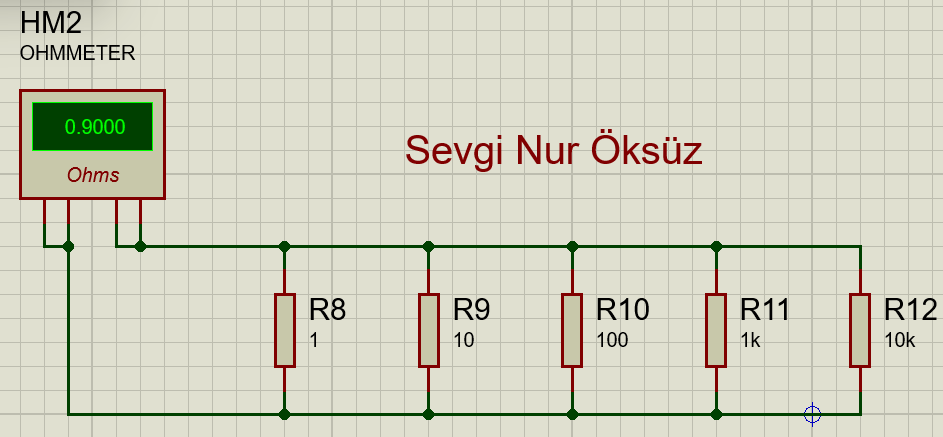 HM2
OHMMETER
0.9000
Ohms
Sevgi Nur Öksüz
R8
1
R9
10
R10
100
R11
1k
R12
10k